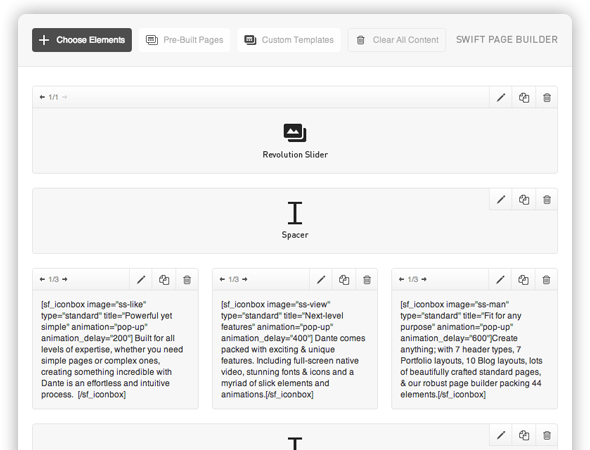 Choose Elements Pre-Built Pages Custom Templates Clear All Content SWIFT PAGE BUILDER
1/1
Revolution Slider
Spacer
1/3
[sf_iconbox image="ss-like"
type="standard" title="Powerful yet
simple" animation="pop-up"
animation_delay="200"] Built for all
levels of expertise, whether you need
simple pages or complex ones,
creating something incredible with
Dante is an effortless and intuitive
process.  [/sf_iconbox]
1/3
[sf_iconbox image="ss-view"
type="standard" title="Next-level
features" animation="pop-up"
animation_delay="400"] Dante comes
packed with exciting & unique
features. Including full-screen native
video, stunning fonts & icons and a
myriad of slick elements and
animations.[/sf_iconbox]
1/3
[sf_iconbox image="ss-man"
type="standard" title="Fit for any
purpose" animation="pop-up"
animation_delay="600"]Create
anything; with 7 header types, 7
Portfolio layouts, 10 Blog layouts, lots
of beautifully crafted standard pages,
& our robust page builder packing 44
elements.[/sf_iconbox]